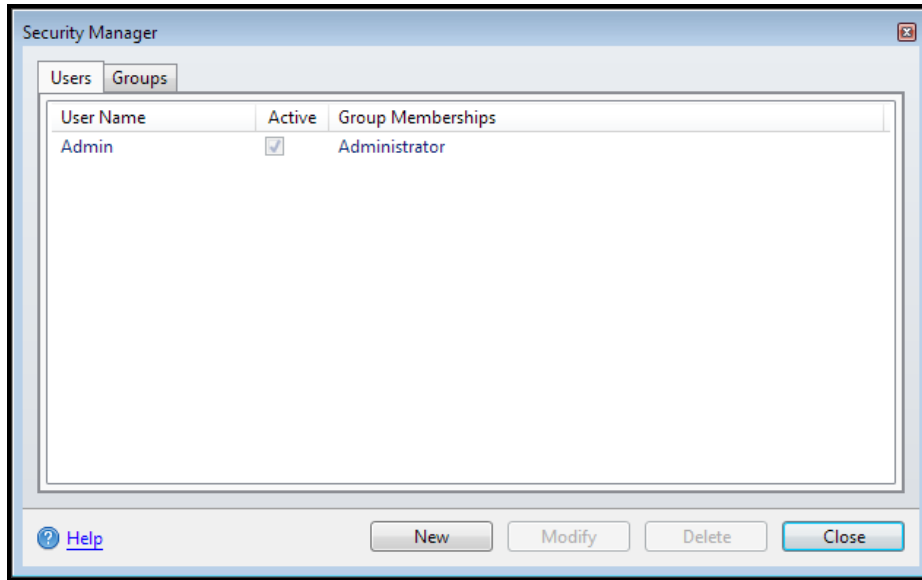 Security Manager
Users Groups
User Name Active Group Memberships
Admin Administrator
Help New Modify Delete Close